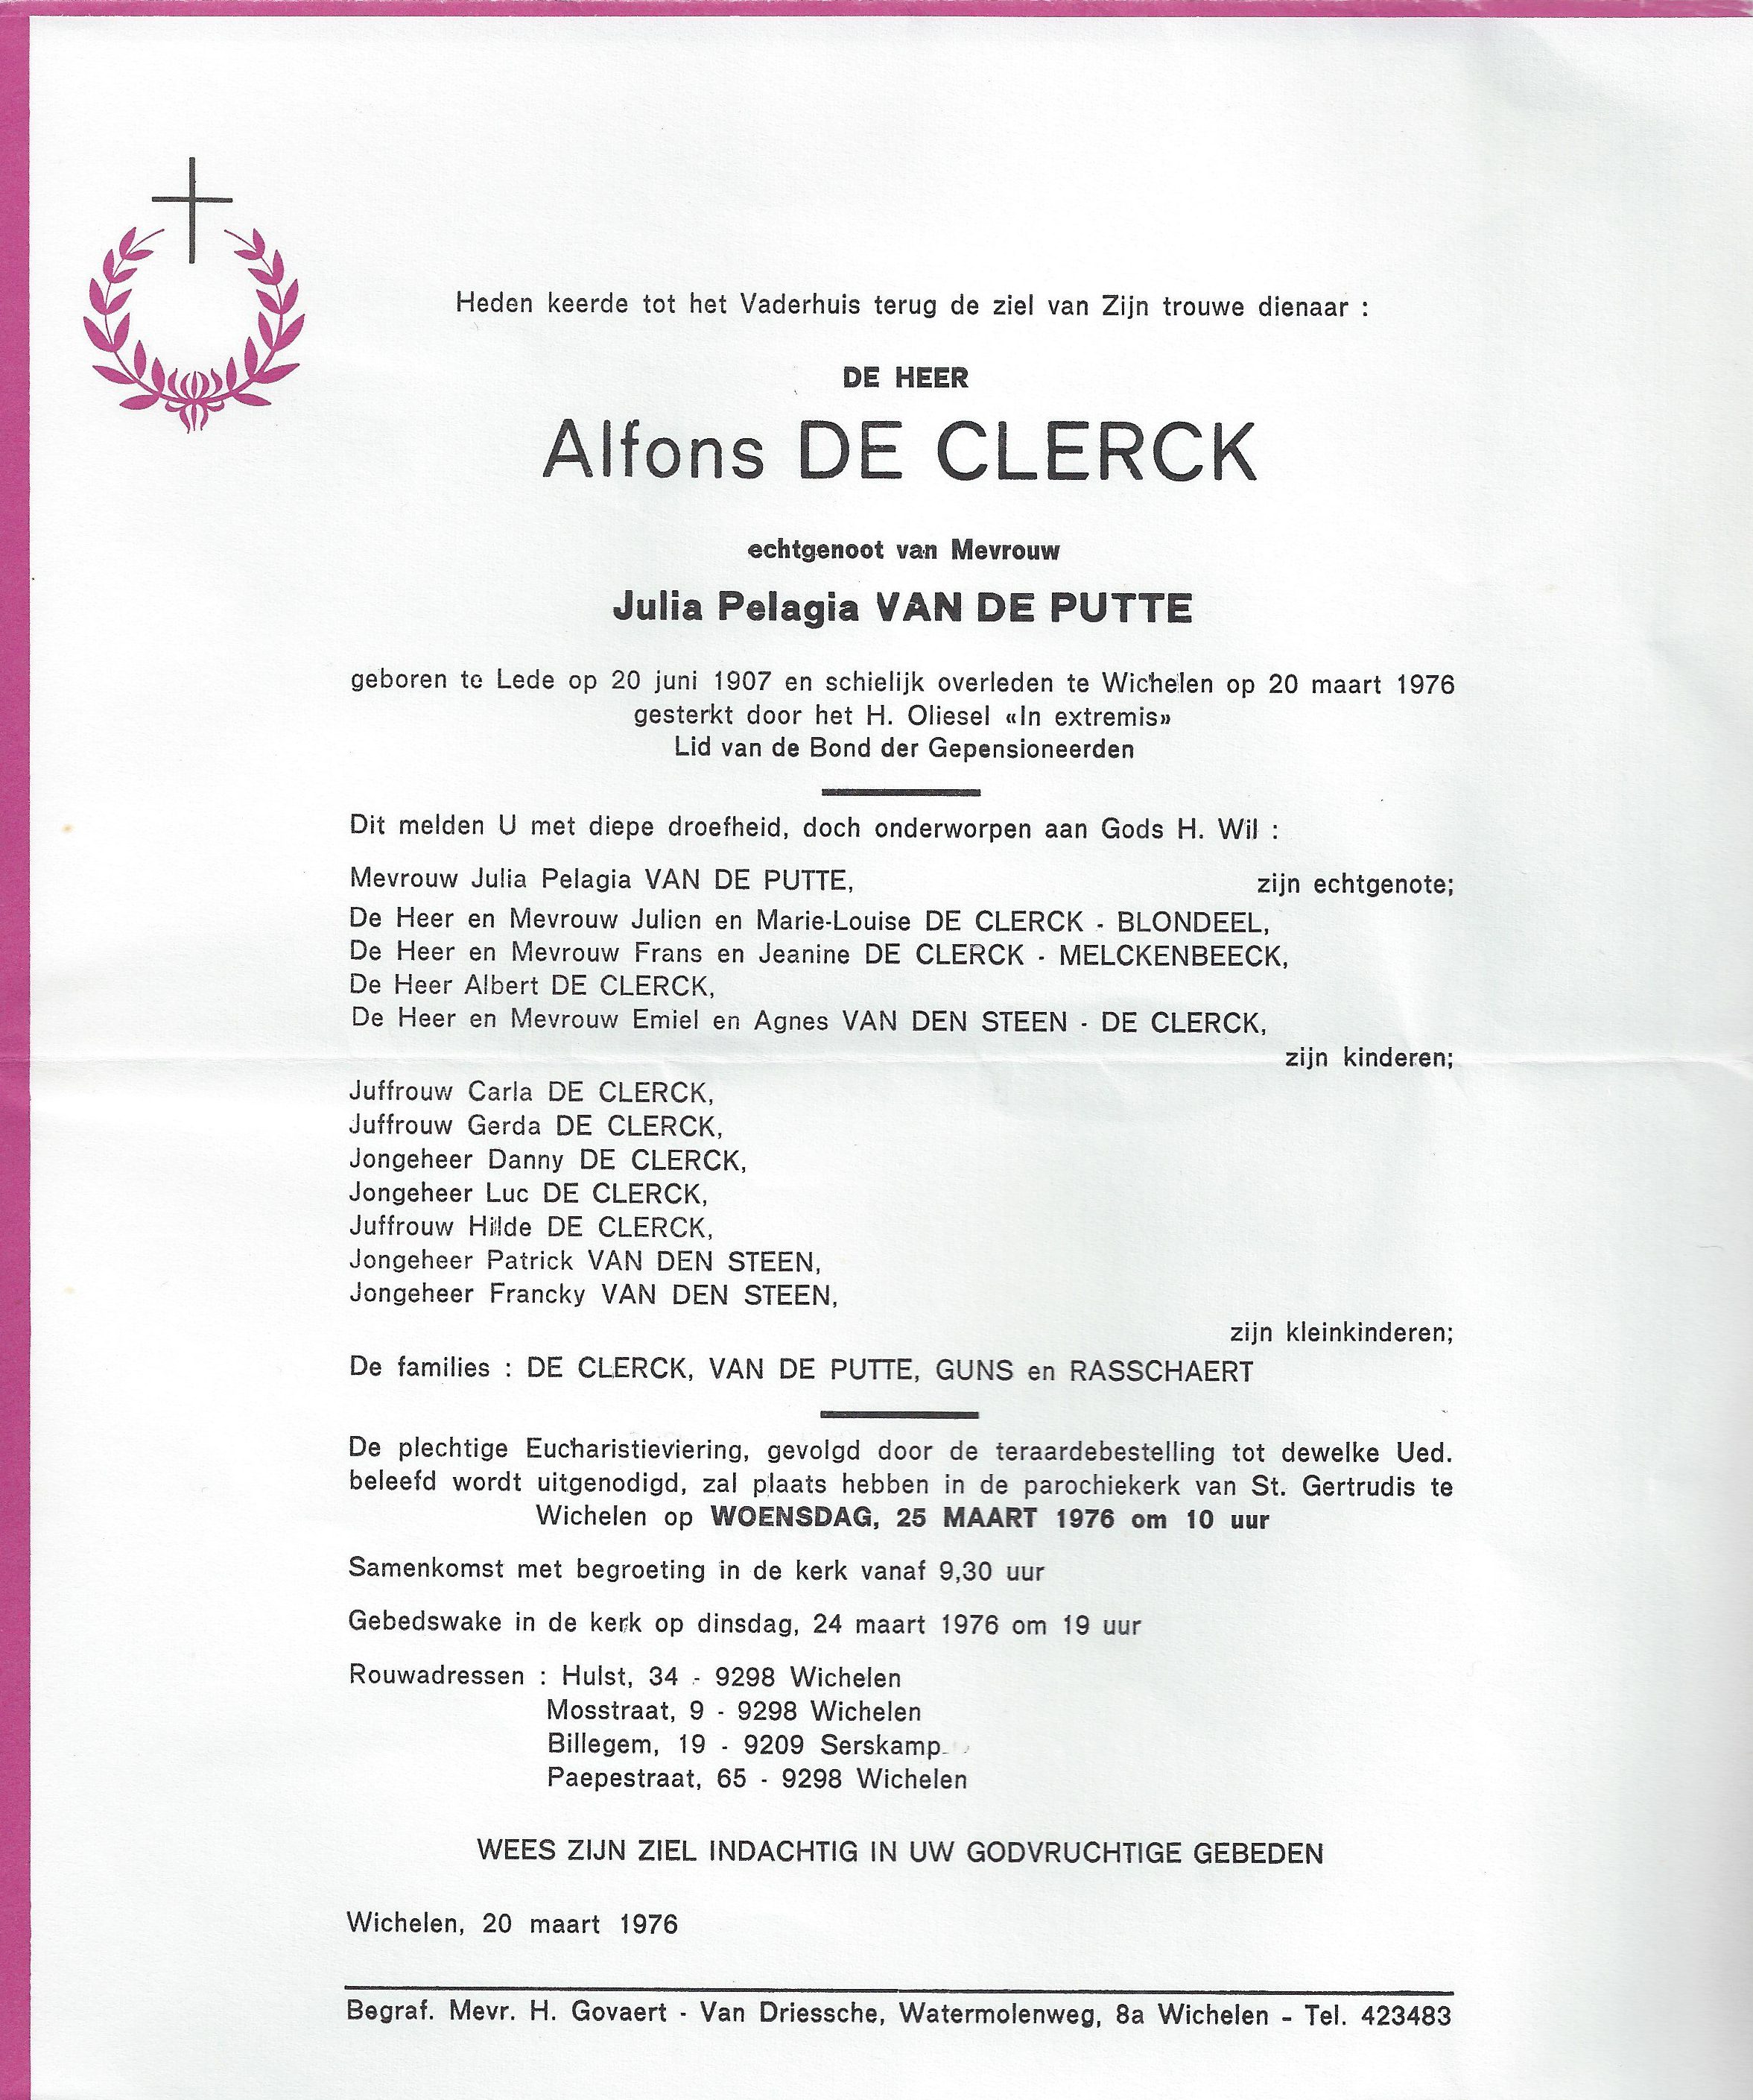 Heden keerde tot het Vaderhuis terug de ziel van Zijn trouwe dienaar :
DE HEER
Alfons DE CLERCK
echtgenoot van Mevrouw
Julia Pelagia VAN DE PUTTE
geboren te Lede op 20 juni 1907 en schielijk overleden te Wichelen op 20 maart 1976
gesterkt door het H. Oliesel «In extremis»
Lid van de Bond der Gepensioneerden
Dit melden U met diepe droefheid, doch onderworpen aan Gods H. Wil :
Mevrouw Julia Pelagia VAN DE PUTTE, zijn echtgenote;
De Heer en Mevrouw Julien en Marie-Louise DE CLERCK - BLONDEEL,
De Heer en Mevrouw Frans en Jeanine DE CLERCK - MELCKENBEECK,
De Heer Albert DE CLERCK,
De Heer en Mevrouw Emiel en Agnes VAN DEN STEEN - DE CLERCK,
zijn kinderen;
Juffrouw Carla DE CLERCK,
Juffrouw Gerda DE CLERCK,
Jongeheer Danny DE CLERCK,
Jongeheer Luc DE CLERCK,
Juffrouw Hilde DE CLERCK,
Jongeheer Patrick VAN DEN STEEN,
Jongeheer Francky VAN DEN STEEN,
zijn kleinkinderen;
De families : DE CLERCK, VAN DE PUTTE, GUNS en RASSCHAERT
De plechtige Eucharistieviering, gevolgd door de teraardebestelling tot dewelke Ued.
beleefd wordt uitgenodigd, zal plaats hebben in de parochiekerk van St. Gertrudis te
Wichelen op WOENSDAG, 25 MAART 1976 om 10 uur
Samenkomst met begroeting in de kerk vanaf 9,30 uur
Gebedswake in de kerk op dinsdag, 24 maart 1976 om 19 uur
Rouwadressen : Hulst, 34 - 9298 Wichelen
Mosstraat, 9 - 9298 Wichelen
Billegem, 19 - 9209 Serskamp
Paepestraat, 65 - 9298 Wichelen
WEES ZIJN ZIEL INDACHTIG IN UW GODVRUCHTIGE GEBEDEN
Wichelen, 20 maart 1976
Begraf. Mevr. H. Govaert - Van Driessche, Watermolenweg, 8a Wichelen - Tel. 423483